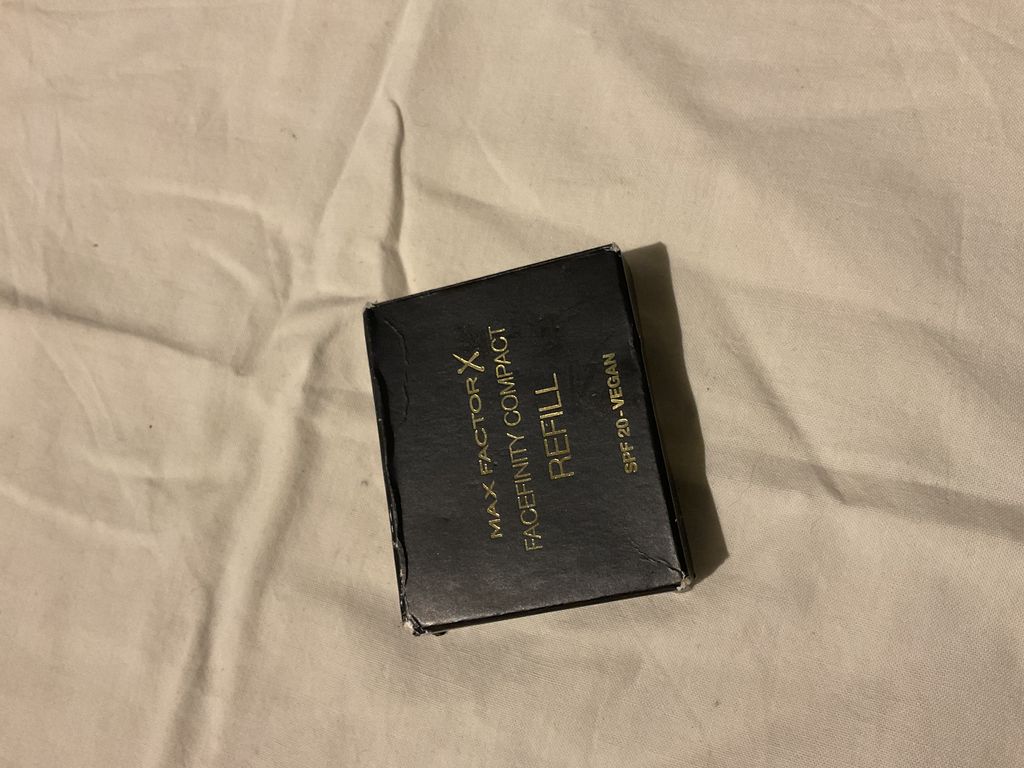 MAX FACTOR X
FACEFINITY COMPACT
REFILL
SPF 20 - VEGAN